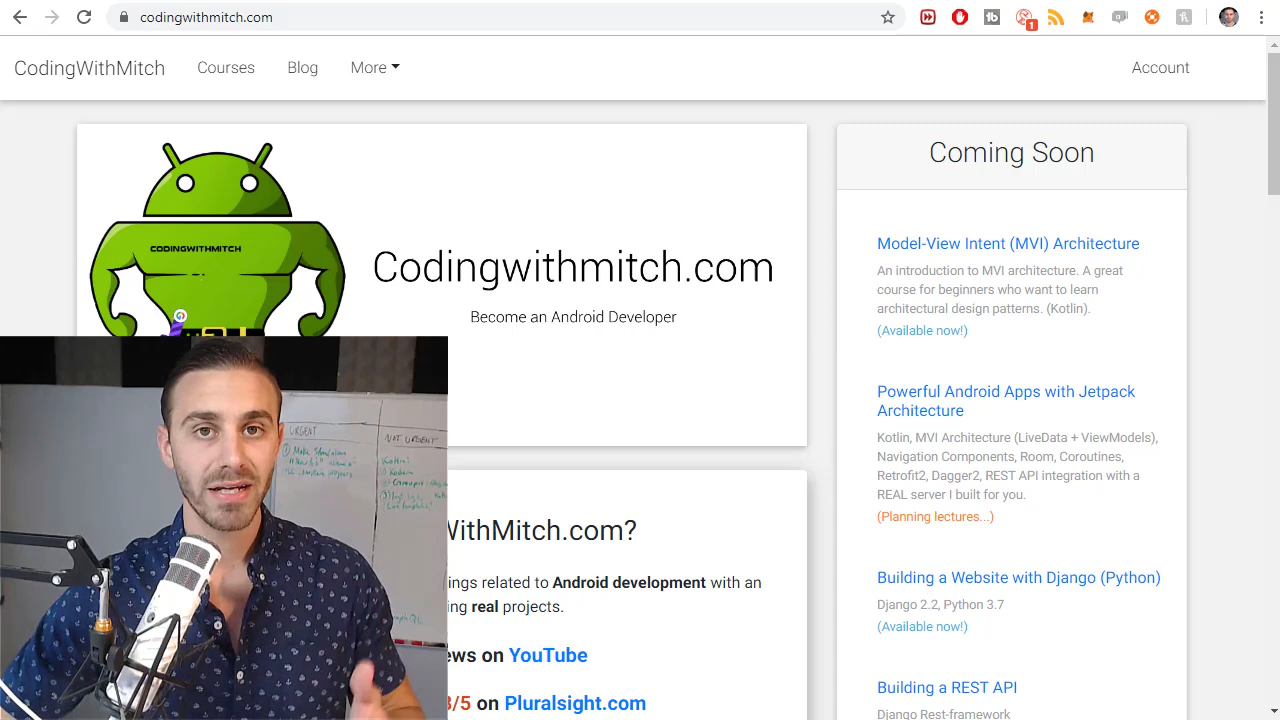 codingwithmitch.com
1
CodingWithMitch Courses Blog More Account
CODINGWITHMITCH
Codingwithmitch.com
Become an Android Developer
Coming Soon
Model-View Intent (MVI) Architecture
An introduction to MVI architecture. A great
course for beginners who want to learn
architectural design patterns. (Kotlin).
(Available now!)
Powerful Android Apps with Jetpack
Architecture
Kotlin, MVI Architecture (LiveData + ViewModels),
Navigation Components, Room, Coroutines,
Retrofit2, Dagger2, REST API integration with a
REAL server I built for you.
(Planning lectures...)
Building a Website with Django (Python)
Django 2.2, Python 3.7
(Available now!)
Building a REST API
Django Rest-framework
URGENT
NOT URGENT
WithMitch.com?
ings related to Android development with an
ing real projects.
ews on YouTube
/5 on Pluralsight.com